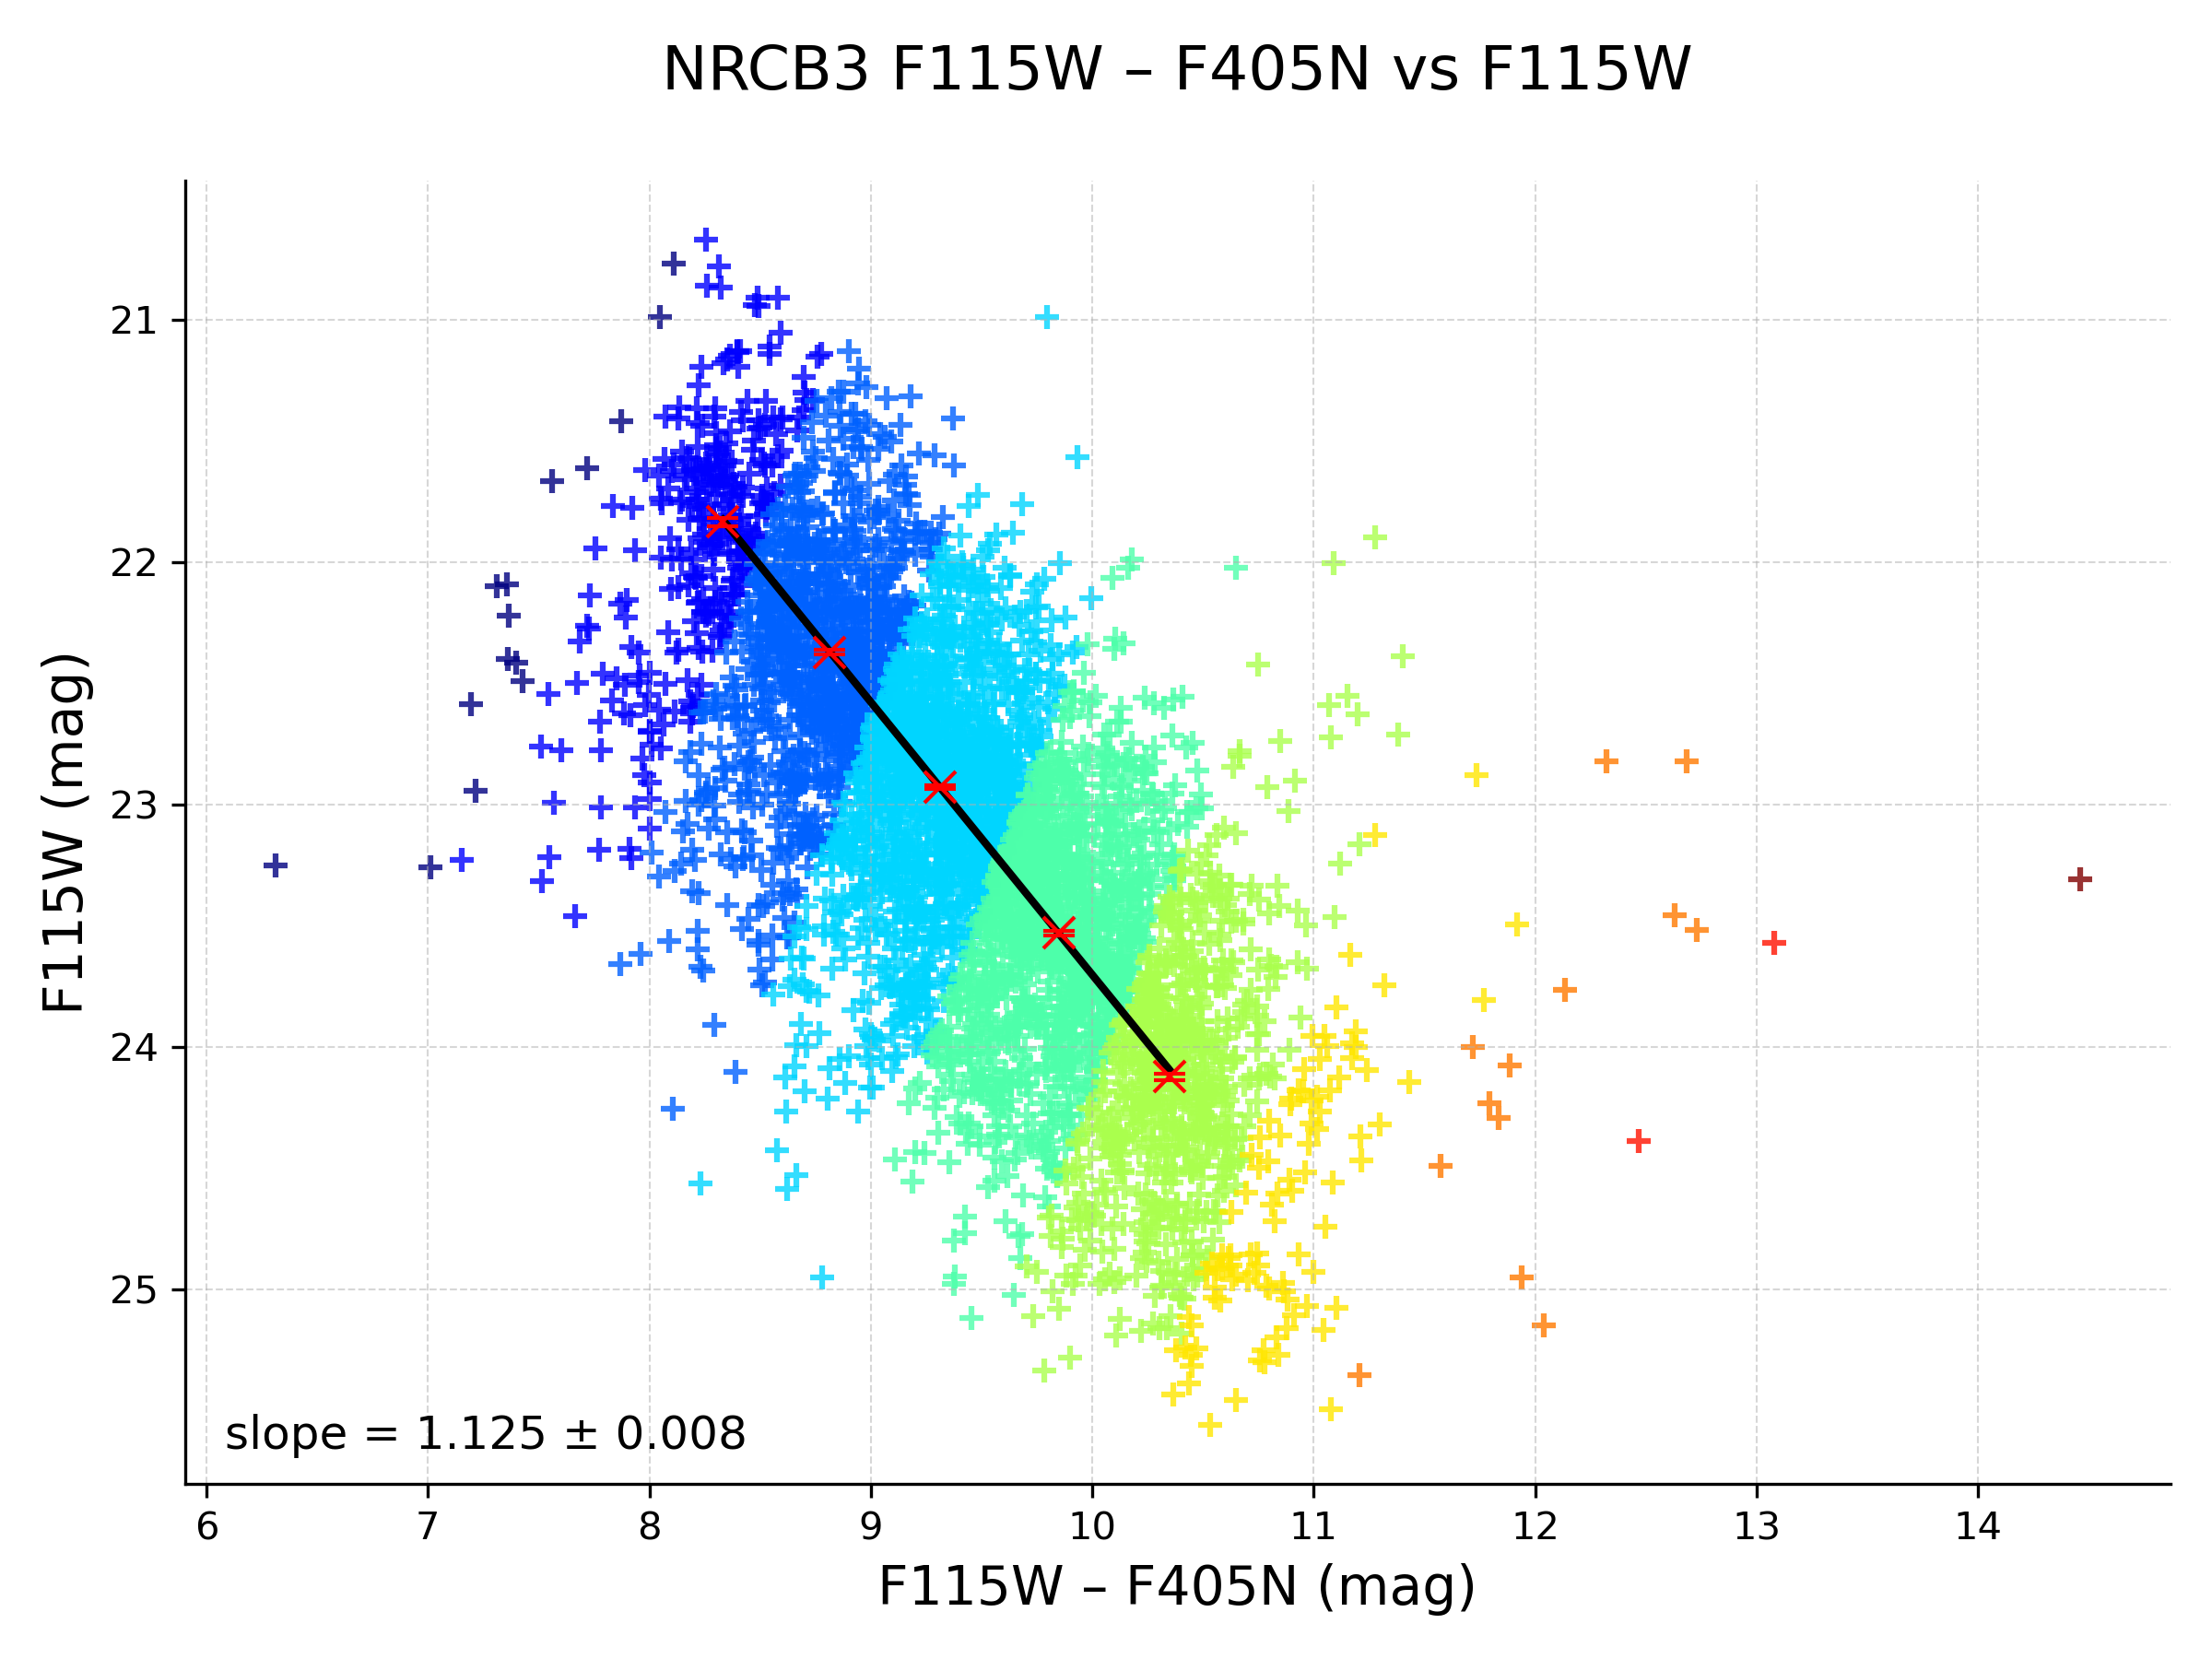 NRCB3 F115W – F405N vs F115W
F115W (mag)
21
22
23
24
25
slope = 1.125 ± 0.008
6 7 8 9 10 11 12 13 14
F115W – F405N (mag)